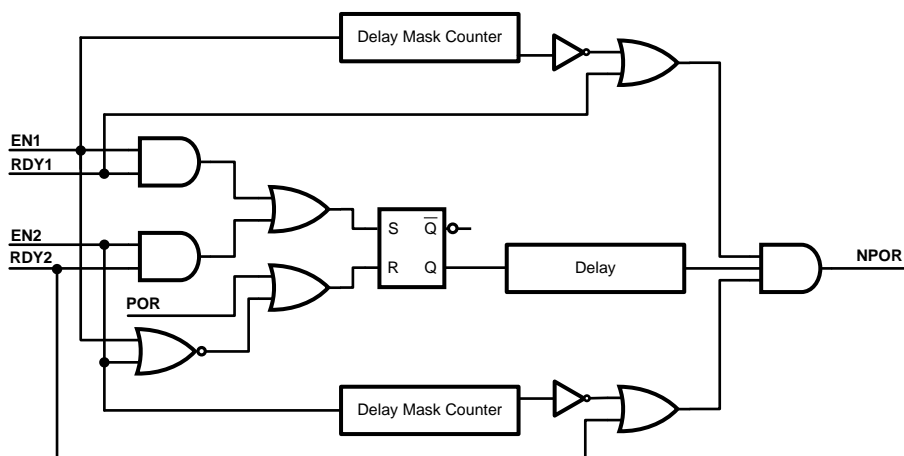 Delay Mask Counter
EN1
RDY1
EN2
RDY2
S Q
R Q
Delay
NPOR
POR
Delay Mask Counter